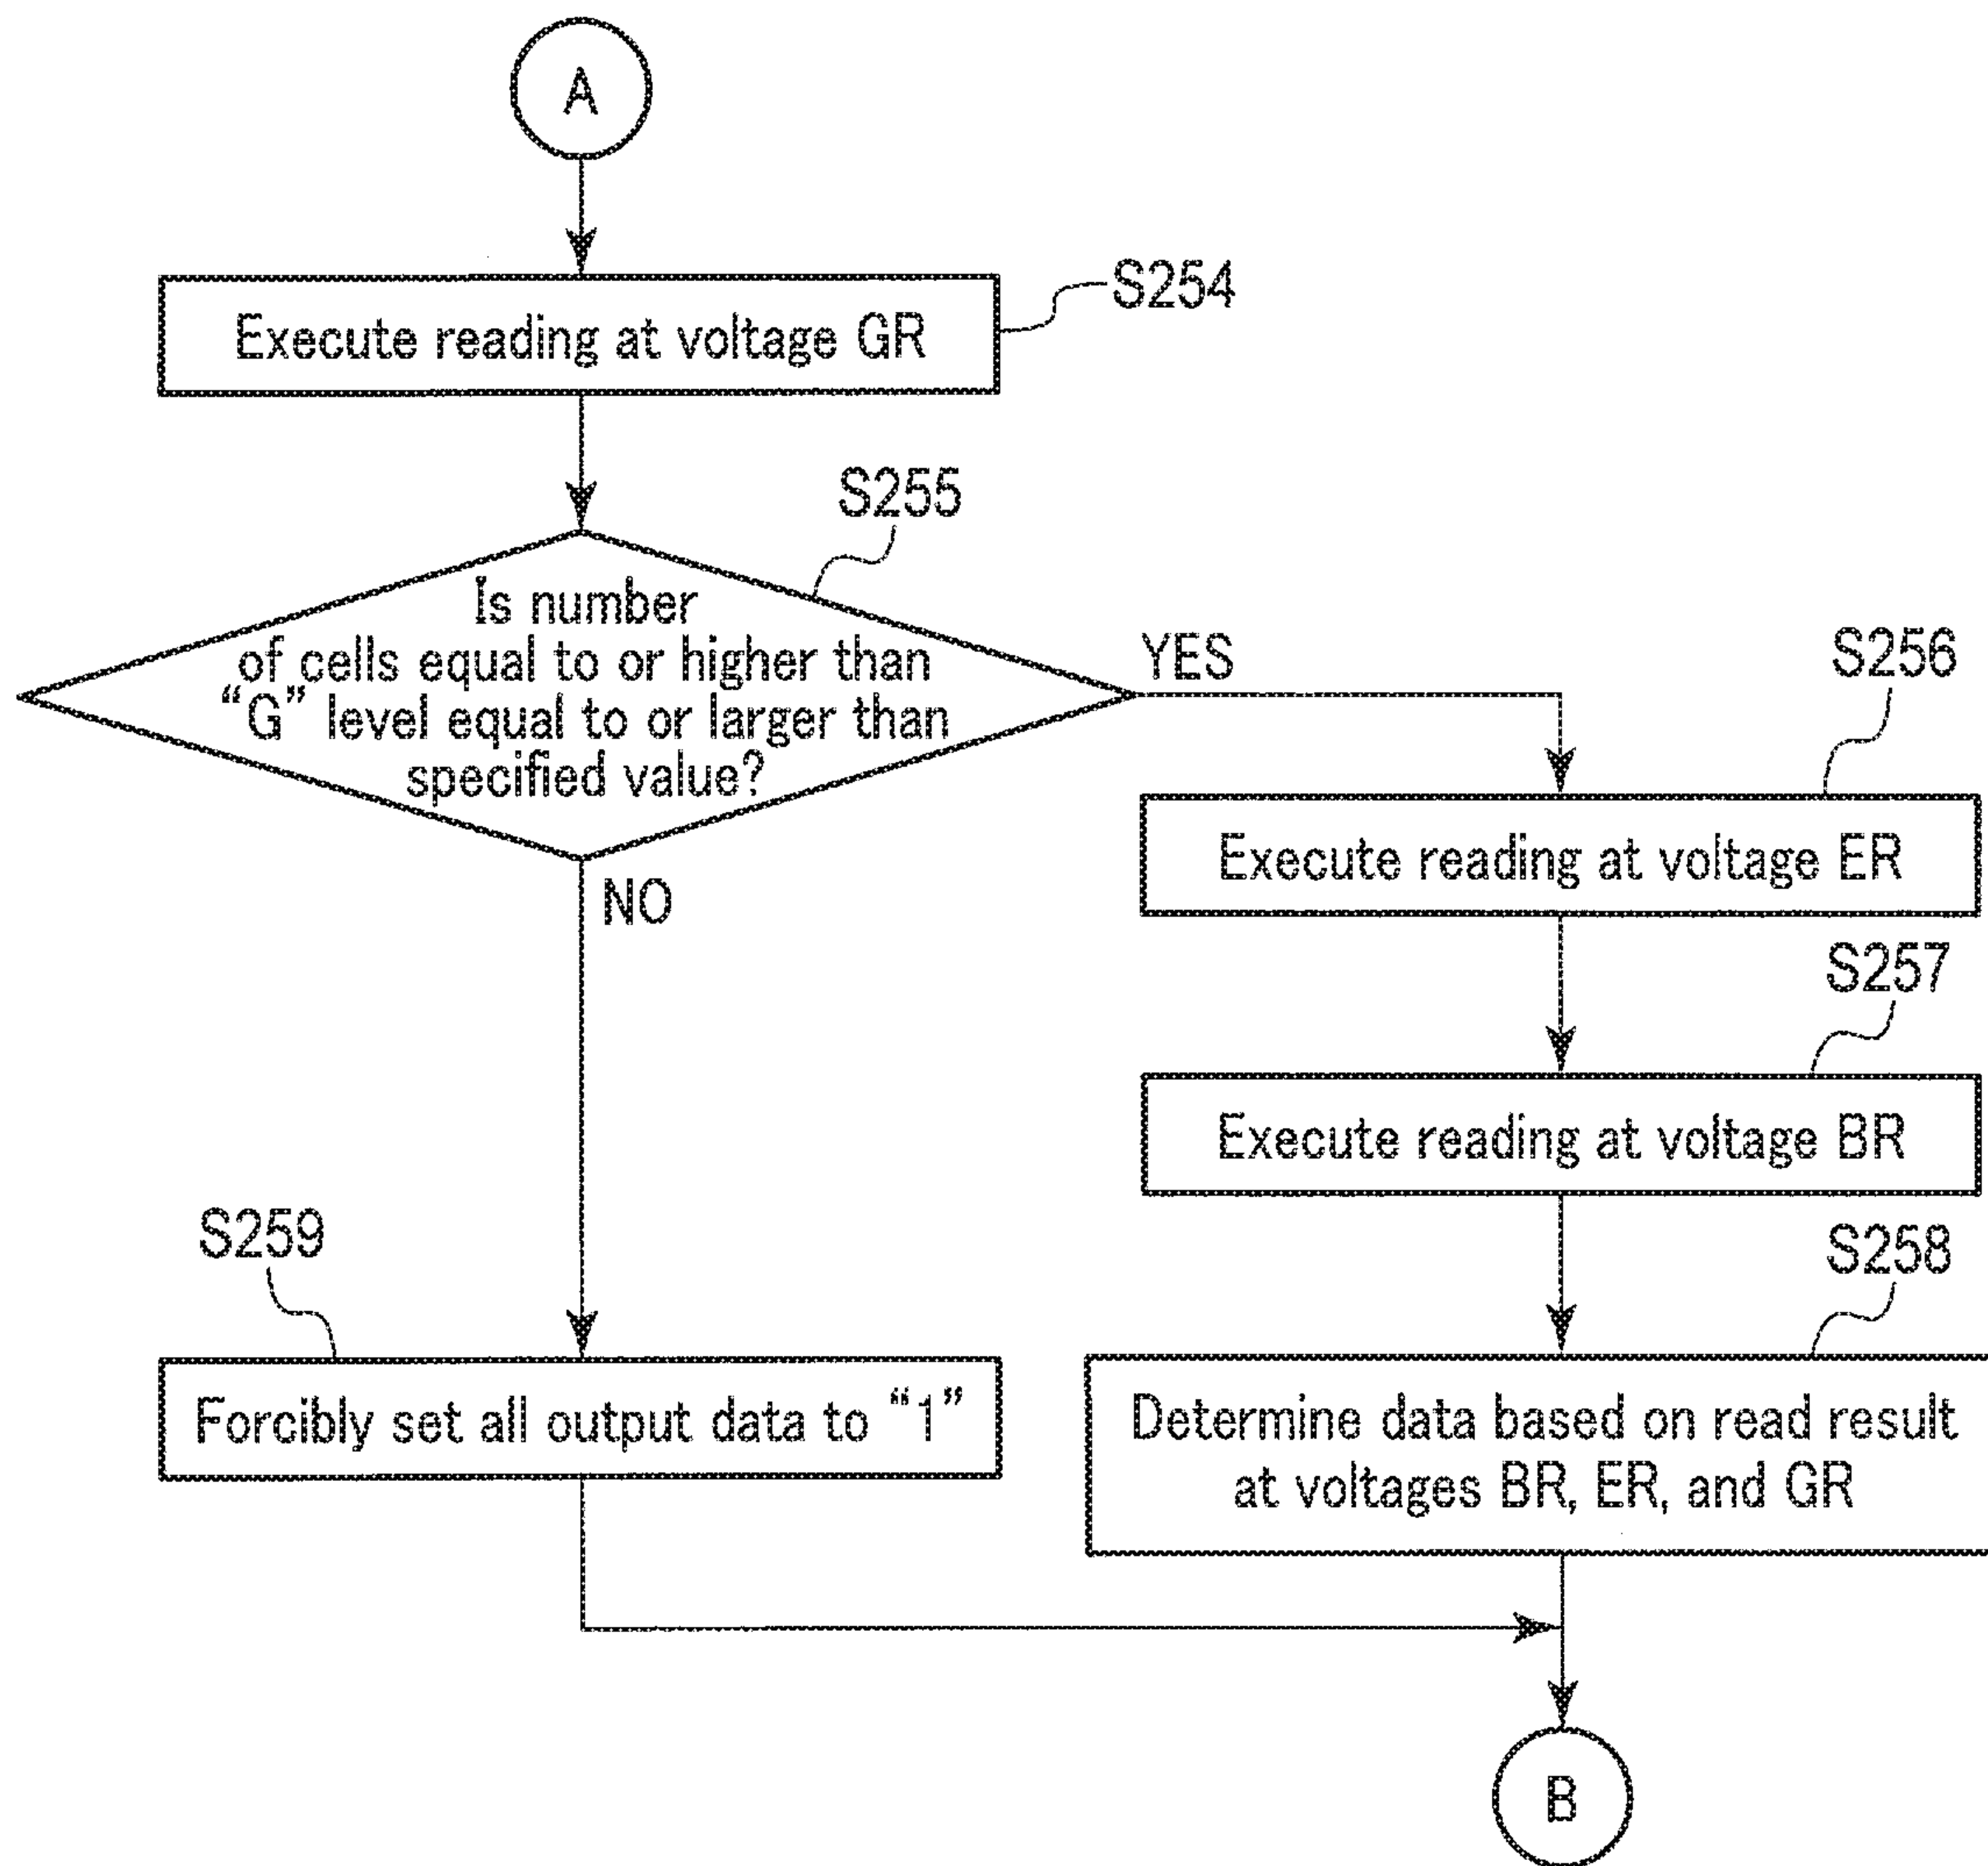 A
S254
Execute reading at voltage GR
S255
Is number
of cells equal to or higher than
“G” level equal to or larger than
specified value?
YES
NO
S256
Execute reading at voltage ER
S257
Execute reading at voltage BR
S259
Forcibly set all output data to “1”
S258
Determine data based on read result
at voltages BR, ER, and GR
B